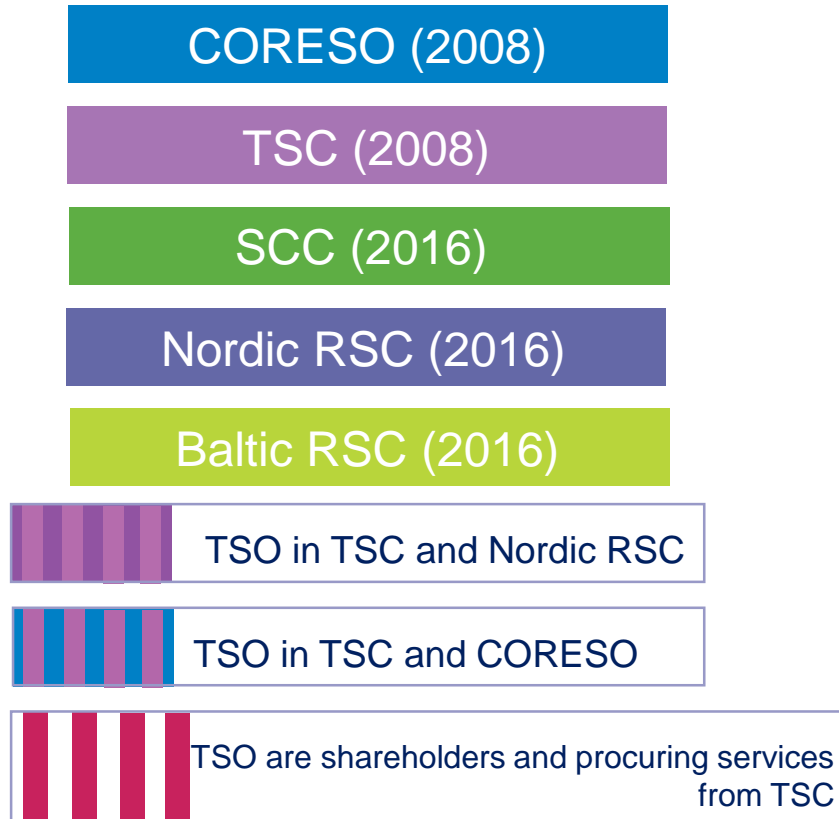 CORESO (2008)
TSC (2008)
SCC (2016)
Nordic RSC (2016)
Baltic RSC (2016)
TSO in TSC and Nordic RSC
TSO in TSC and CORESO
TSO are shareholders and procuring services
from TSC